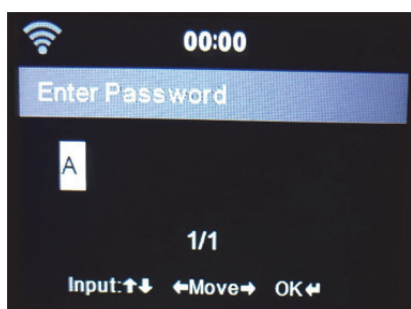 00:00
Enter Password
A
1/1
Input:↑↓ ←Move→ OK↵